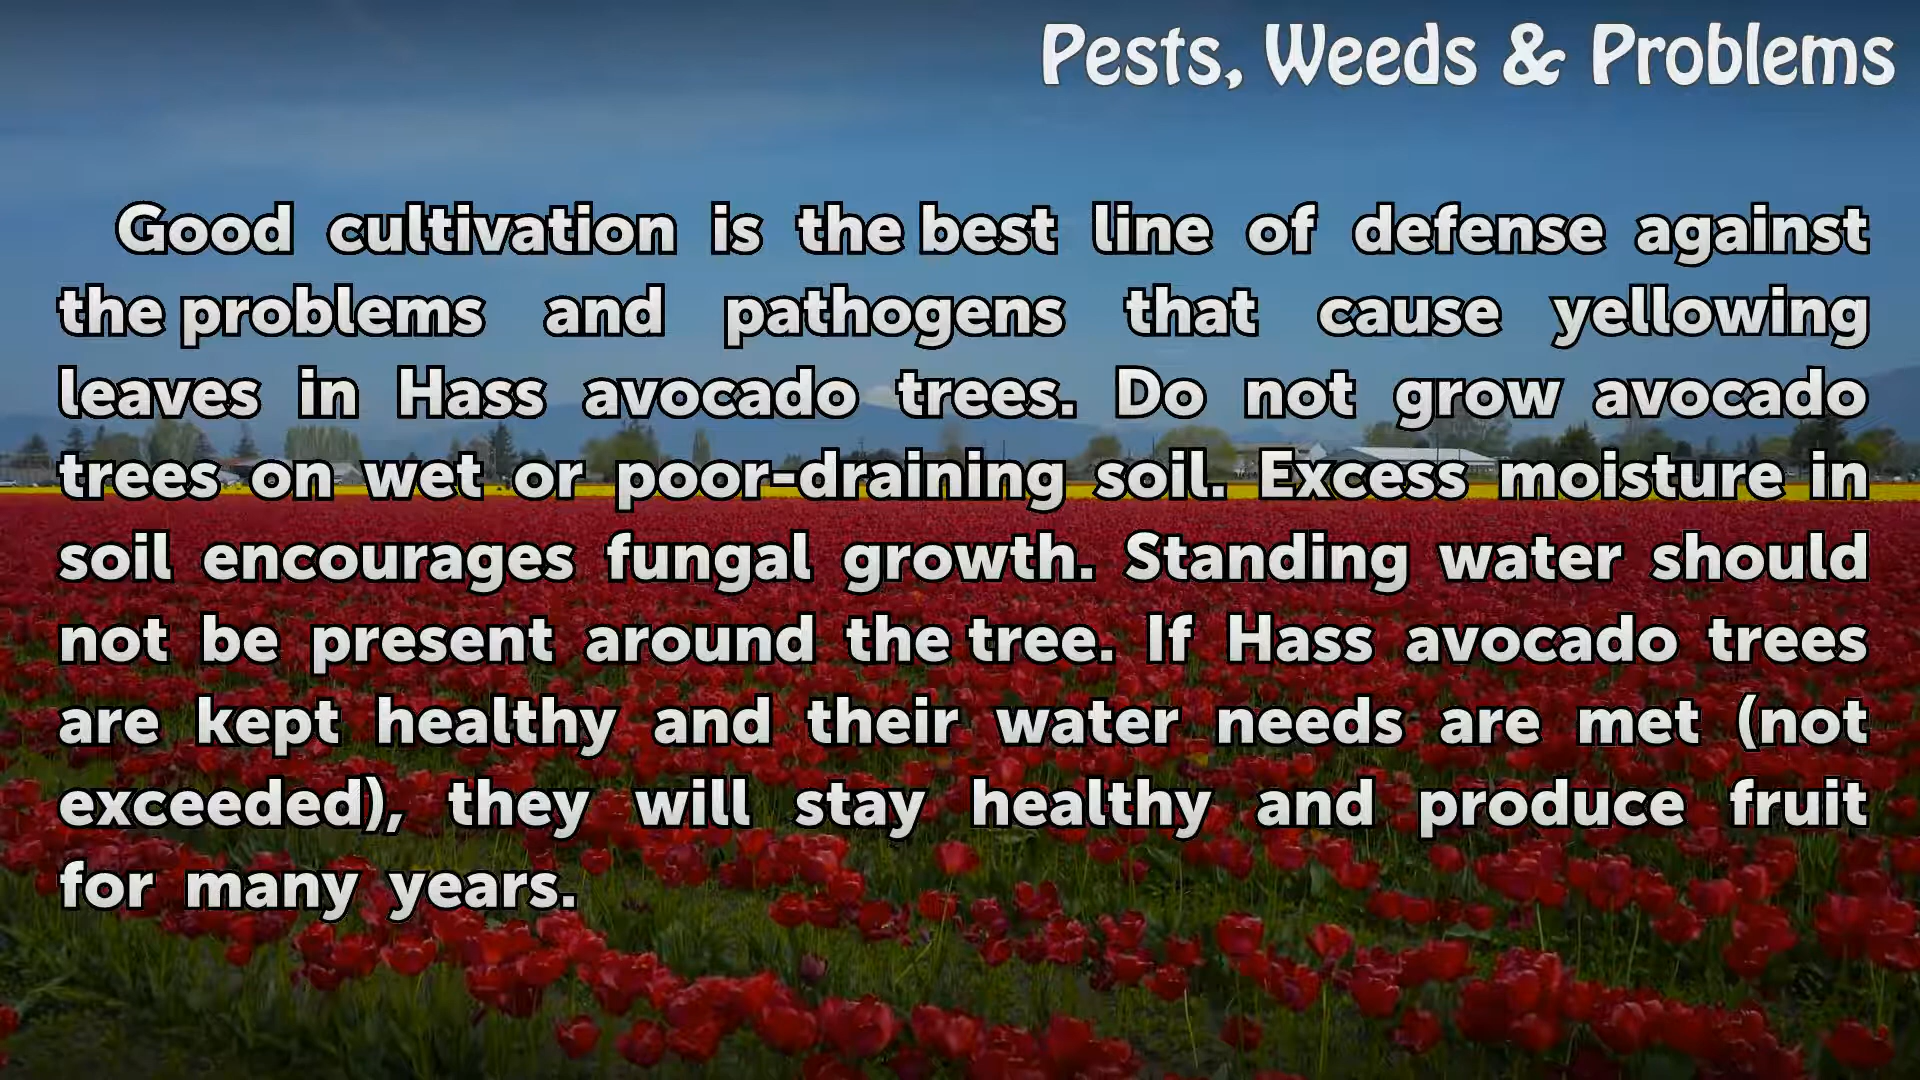 Pests, Weeds & Problems
Good cultivation is the best line of defense against
the problems and pathogens that cause yellowing
leaves in Hass avocado trees. Do not grow avocado
trees on wet or poor-draining soil. Excess moisture in
soil encourages fungal growth. Standing water should
not be present around the tree. If Hass avocado trees
are kept healthy and their water needs are met (not
exceeded), they will stay healthy and produce fruit
for many years.